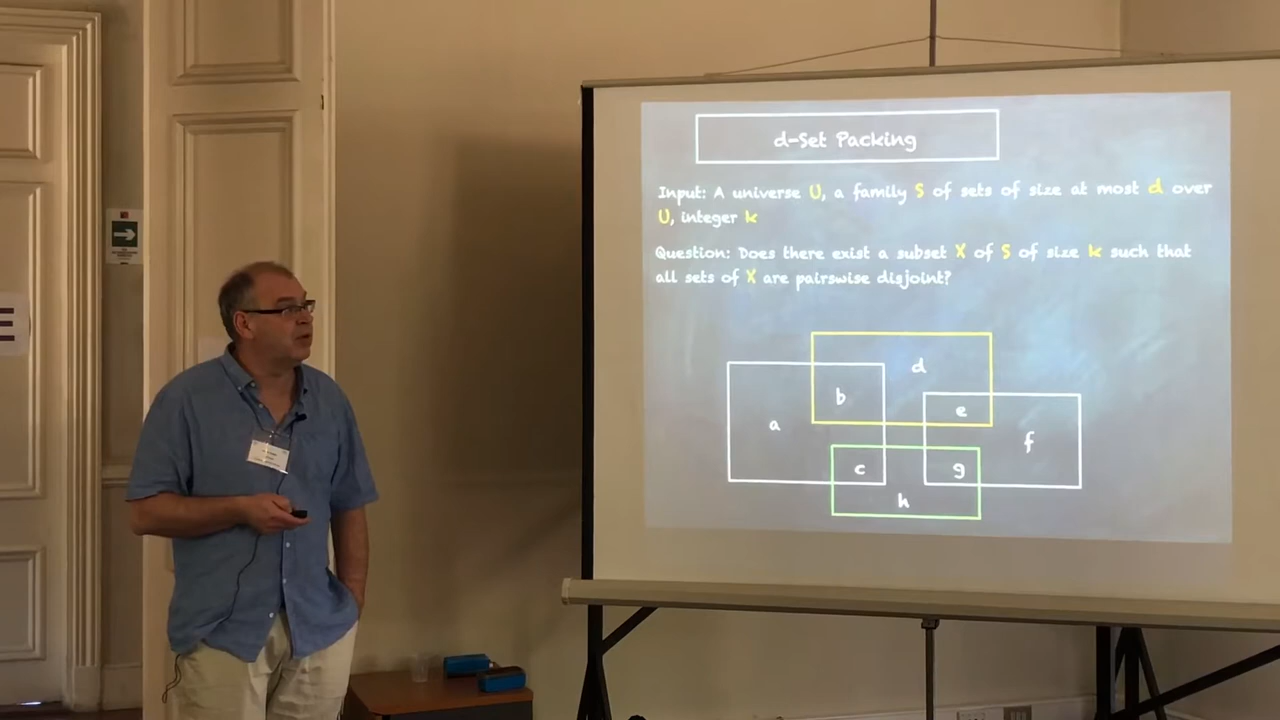 d-Set Packing
Input: A universe U, a family S of sets of size at most d over
U, integer k
Question: Does there exist a subset X of S of size k such that
all sets of X are pairswise disjoint?
d
b
e
a
f
c
g
h